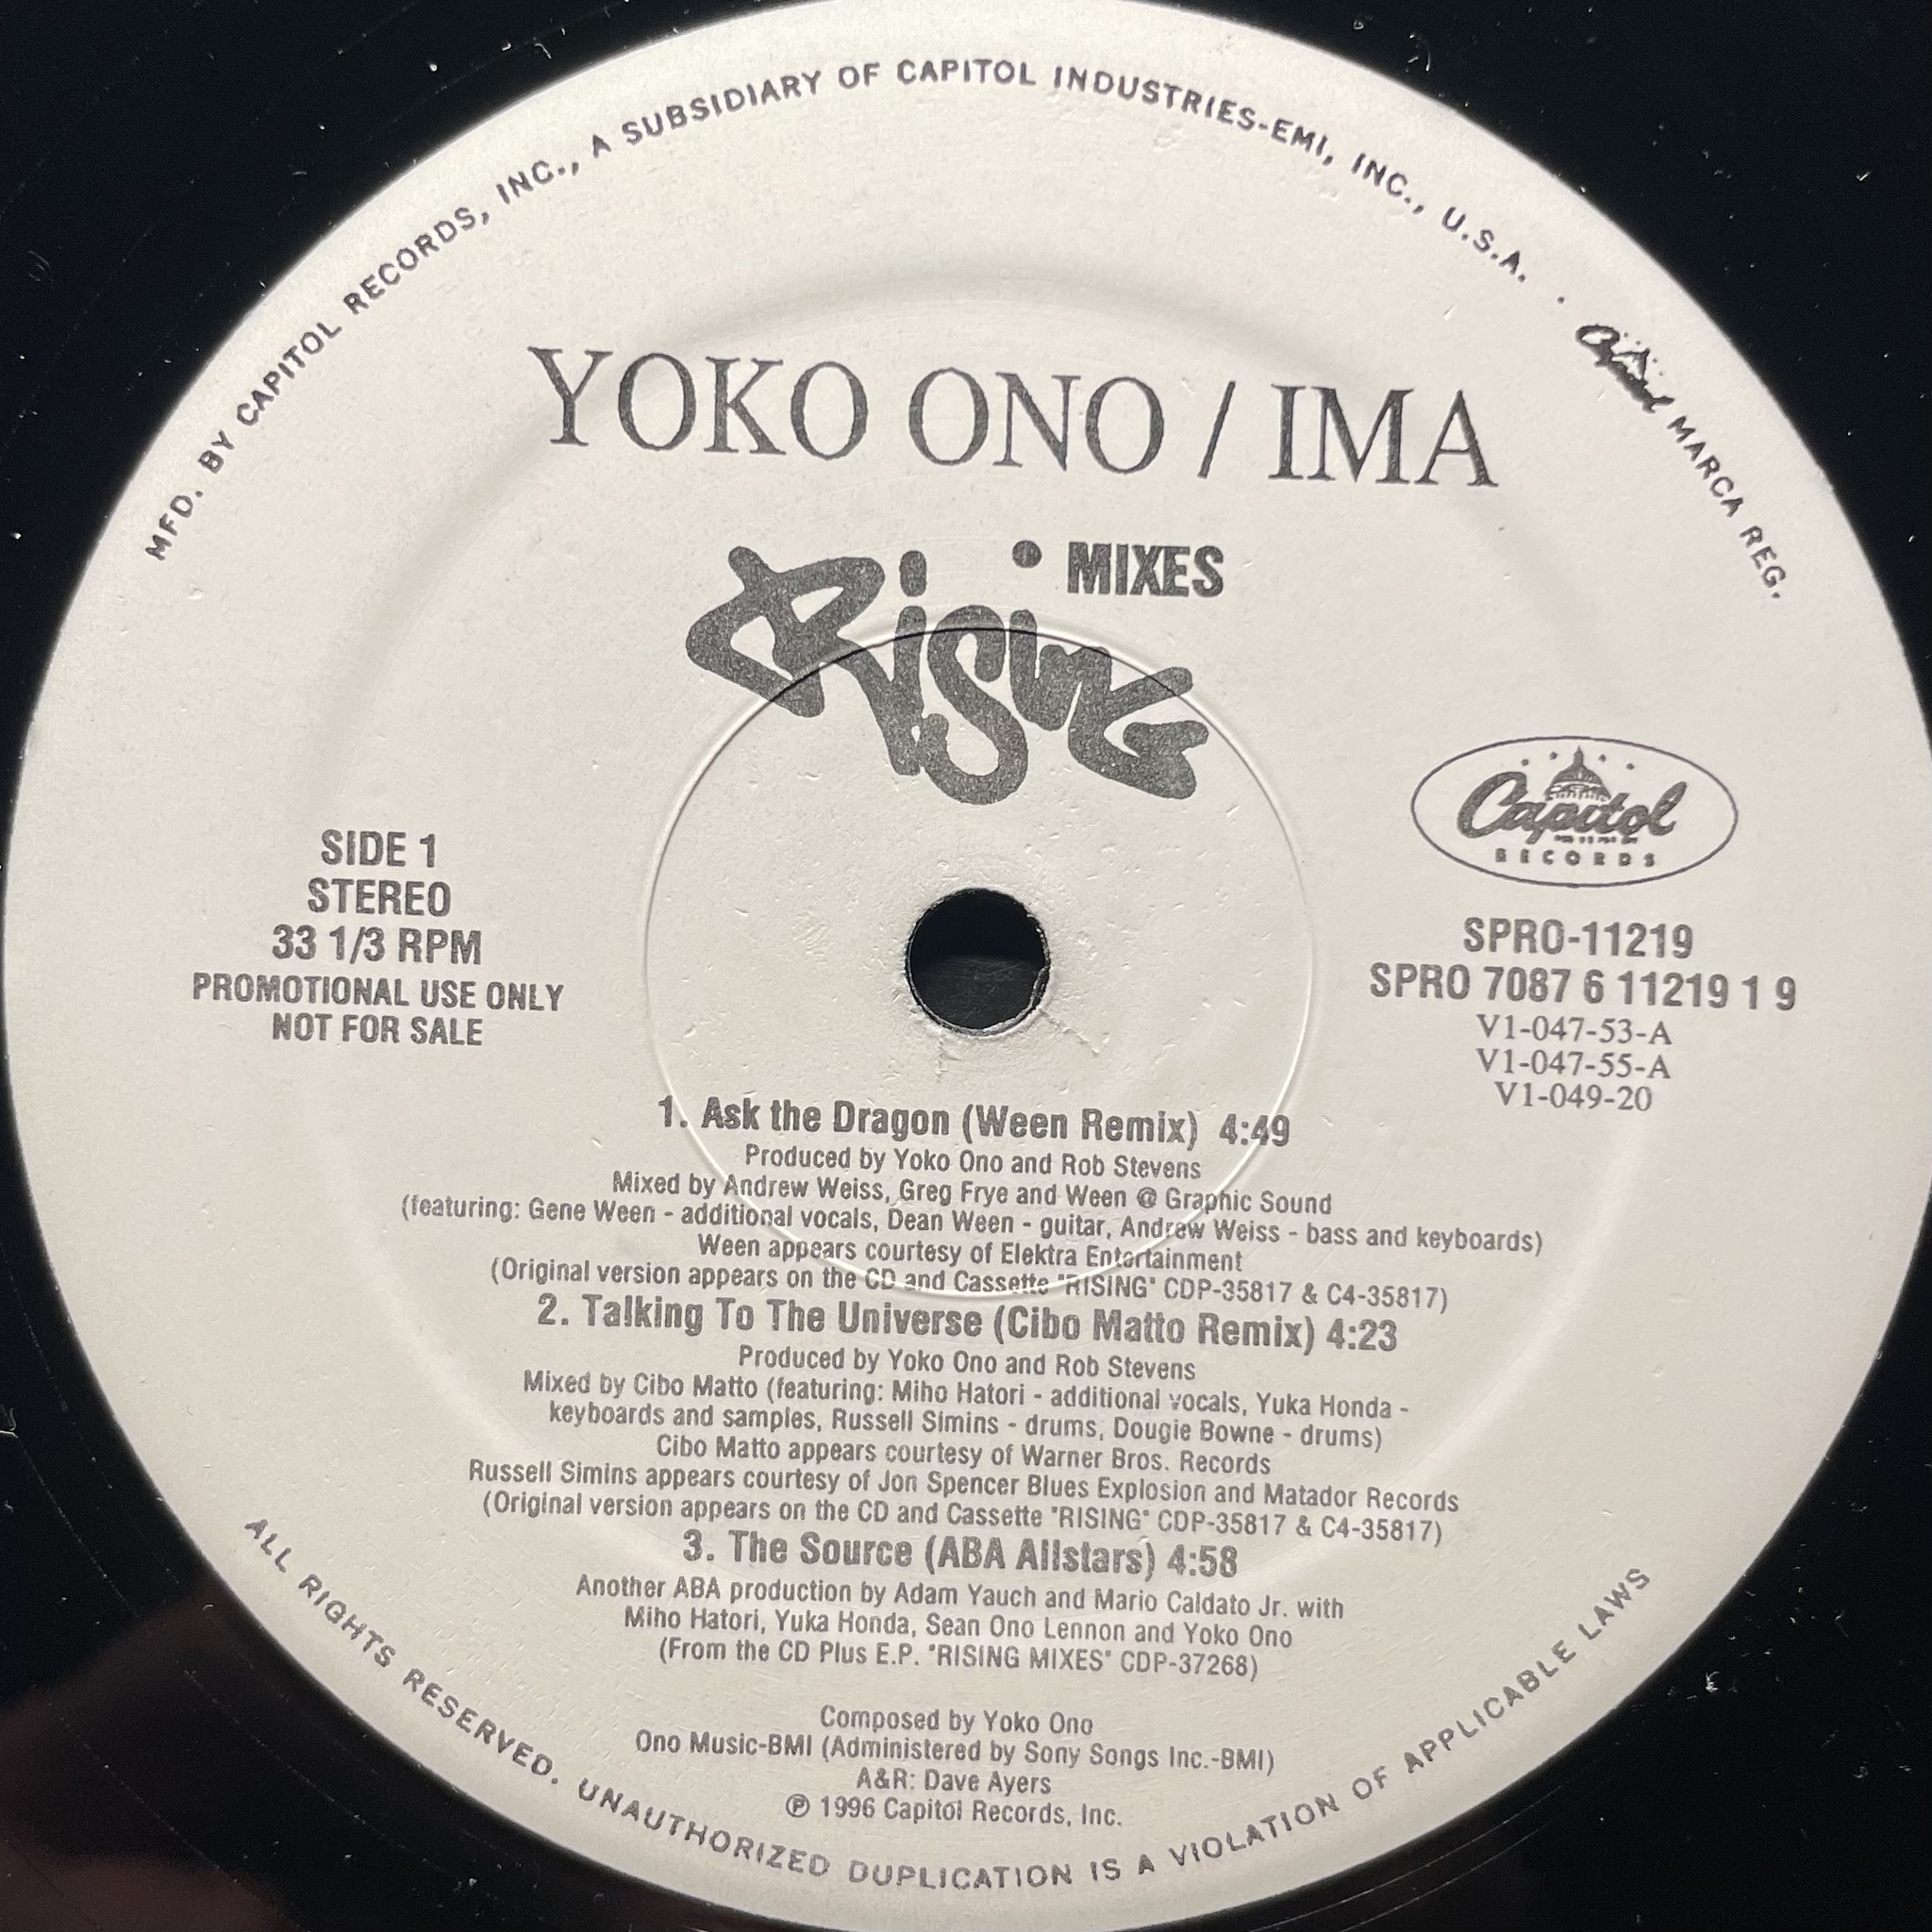 MFD. BY CAPITOL RECORDS, INC., A SUBSIDIARY OF CAPITOL INDUSTRIES-EMI, INC., U.S.A. · Capitol MARCA REG.
YOKO ONO / IMA
Rising
MIXES
SIDE 1
STEREO
33 1/3 RPM
PROMOTIONAL USE ONLY
NOT FOR SALE
Capitol
RECORDS
SPRO-11219
SPRO 7087 6 11219 1 9
V1-047-53-A
V1-047-55-A
V1-049-20
1. Ask the Dragon (Ween Remix) 4:49
Produced by Yoko Ono and Rob Stevens
Mixed by Andrew Weiss, Greg Frye and Ween @ Graphic Sound
(featuring: Gene Ween - additional vocals, Dean Ween - guitar, Andrew Weiss - bass and keyboards)
Ween appears courtesy of Elektra Entertainment
(Original version appears on the CD and Cassette "RISING" CDP-35817 & C4-35817)
2. Talking To The Universe (Cibo Matto Remix) 4:23
Produced by Yoko Ono and Rob Stevens
Mixed by Cibo Matto (featuring: Miho Hatori - additional vocals, Yuka Honda -
keyboards and samples, Russell Simins - drums, Dougie Bowne - drums)
Cibo Matto appears courtesy of Warner Bros. Records
Russell Simins appears courtesy of Jon Spencer Blues Explosion and Matador Records
(Original version appears on the CD and Cassette "RISING" CDP-35817 & C4-35817)
3. The Source (ABA Allstars) 4:58
Another ABA production by Adam Yauch and Mario Caldato Jr. with
Miho Hatori, Yuka Honda, Sean Ono Lennon and Yoko Ono
(From the CD Plus E.P. "RISING MIXES" CDP-37268)
Composed by Yoko Ono
Ono Music-BMI (Administered by Sony Songs Inc.-BMI)
A&R: Dave Ayers
℗ 1996 Capitol Records, Inc.
ALL RIGHTS RESERVED. UNAUTHORIZED DUPLICATION IS A VIOLATION OF APPLICABLE LAWS